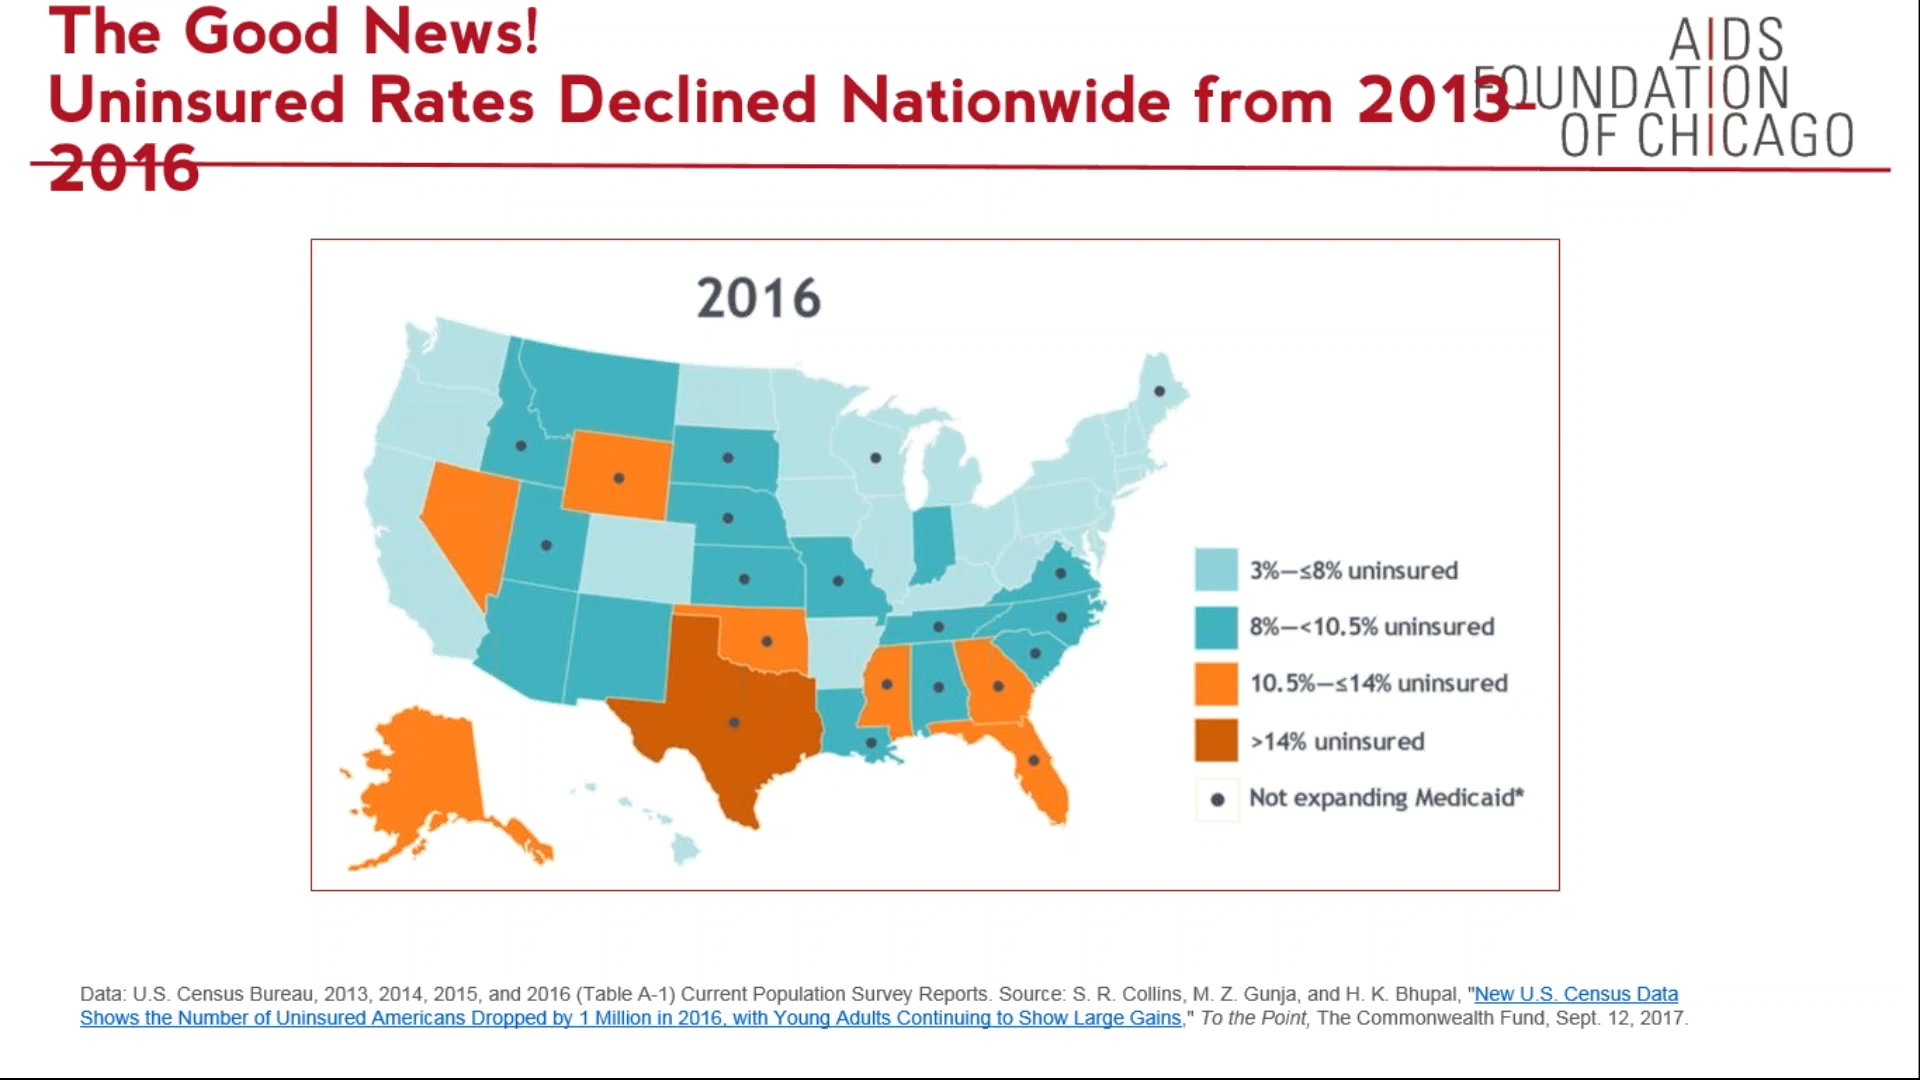 The Good News!
Uninsured Rates Declined Nationwide from 2013-
2016
AIDS
FOUNDATION
OF CHICAGO
2016
3%—≤8% uninsured
8%—<10.5% uninsured
10.5%—≤14% uninsured
>14% uninsured
Not expanding Medicaid*
Data: U.S. Census Bureau, 2013, 2014, 2015, and 2016 (Table A-1) Current Population Survey Reports. Source: S. R. Collins, M. Z. Gunja, and H. K. Bhupal, "New U.S. Census Data
Shows the Number of Uninsured Americans Dropped by 1 Million in 2016, with Young Adults Continuing to Show Large Gains," To the Point, The Commonwealth Fund, Sept. 12, 2017.